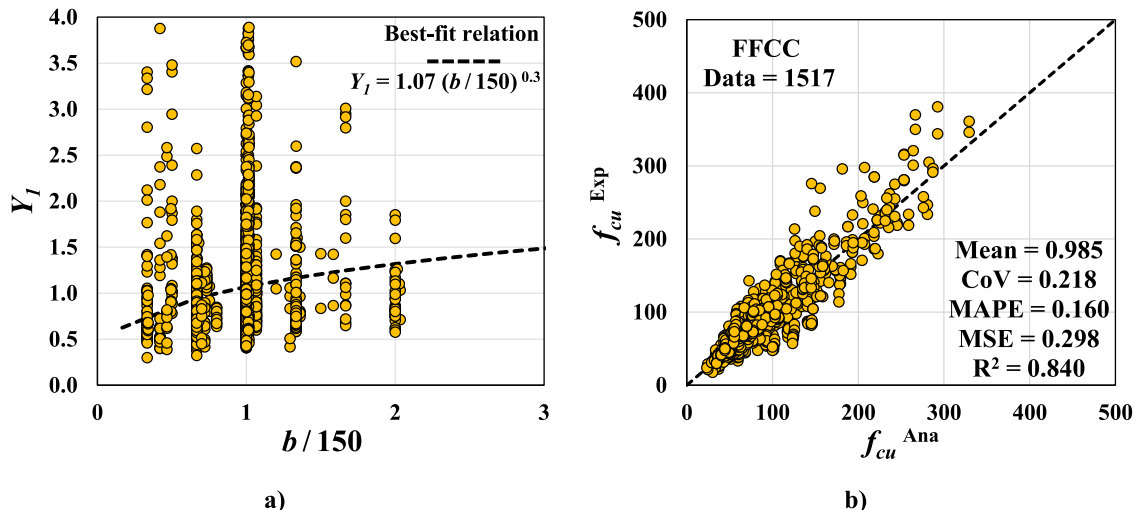 4.0
3.5
3.0
2.5
2.0
1.5
1.0
0.5
0.0
Y1
Best-fit relation
Y1 = 1.07 (b / 150) 0.3
0 1 2 3
b / 150
a)
500
400
300
200
100
0
fcu Exp
FFCC
Data = 1517
Mean = 0.985
CoV = 0.218
MAPE = 0.160
MSE = 0.298
R² = 0.840
0 100 200 300 400 500
fcu Ana
b)